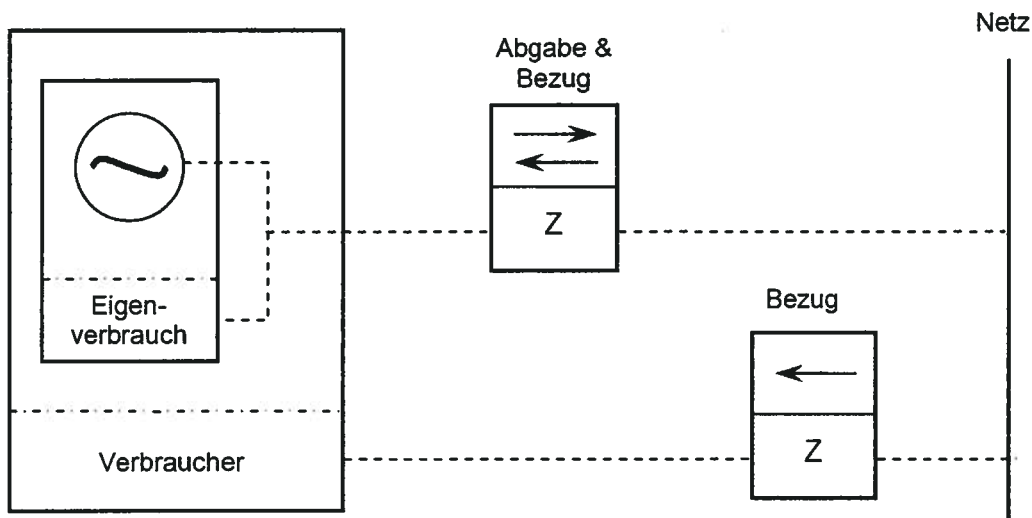 Netz
Abgabe &
Bezug
Z
Eigen-
verbrauch
Bezug
Z
Verbraucher